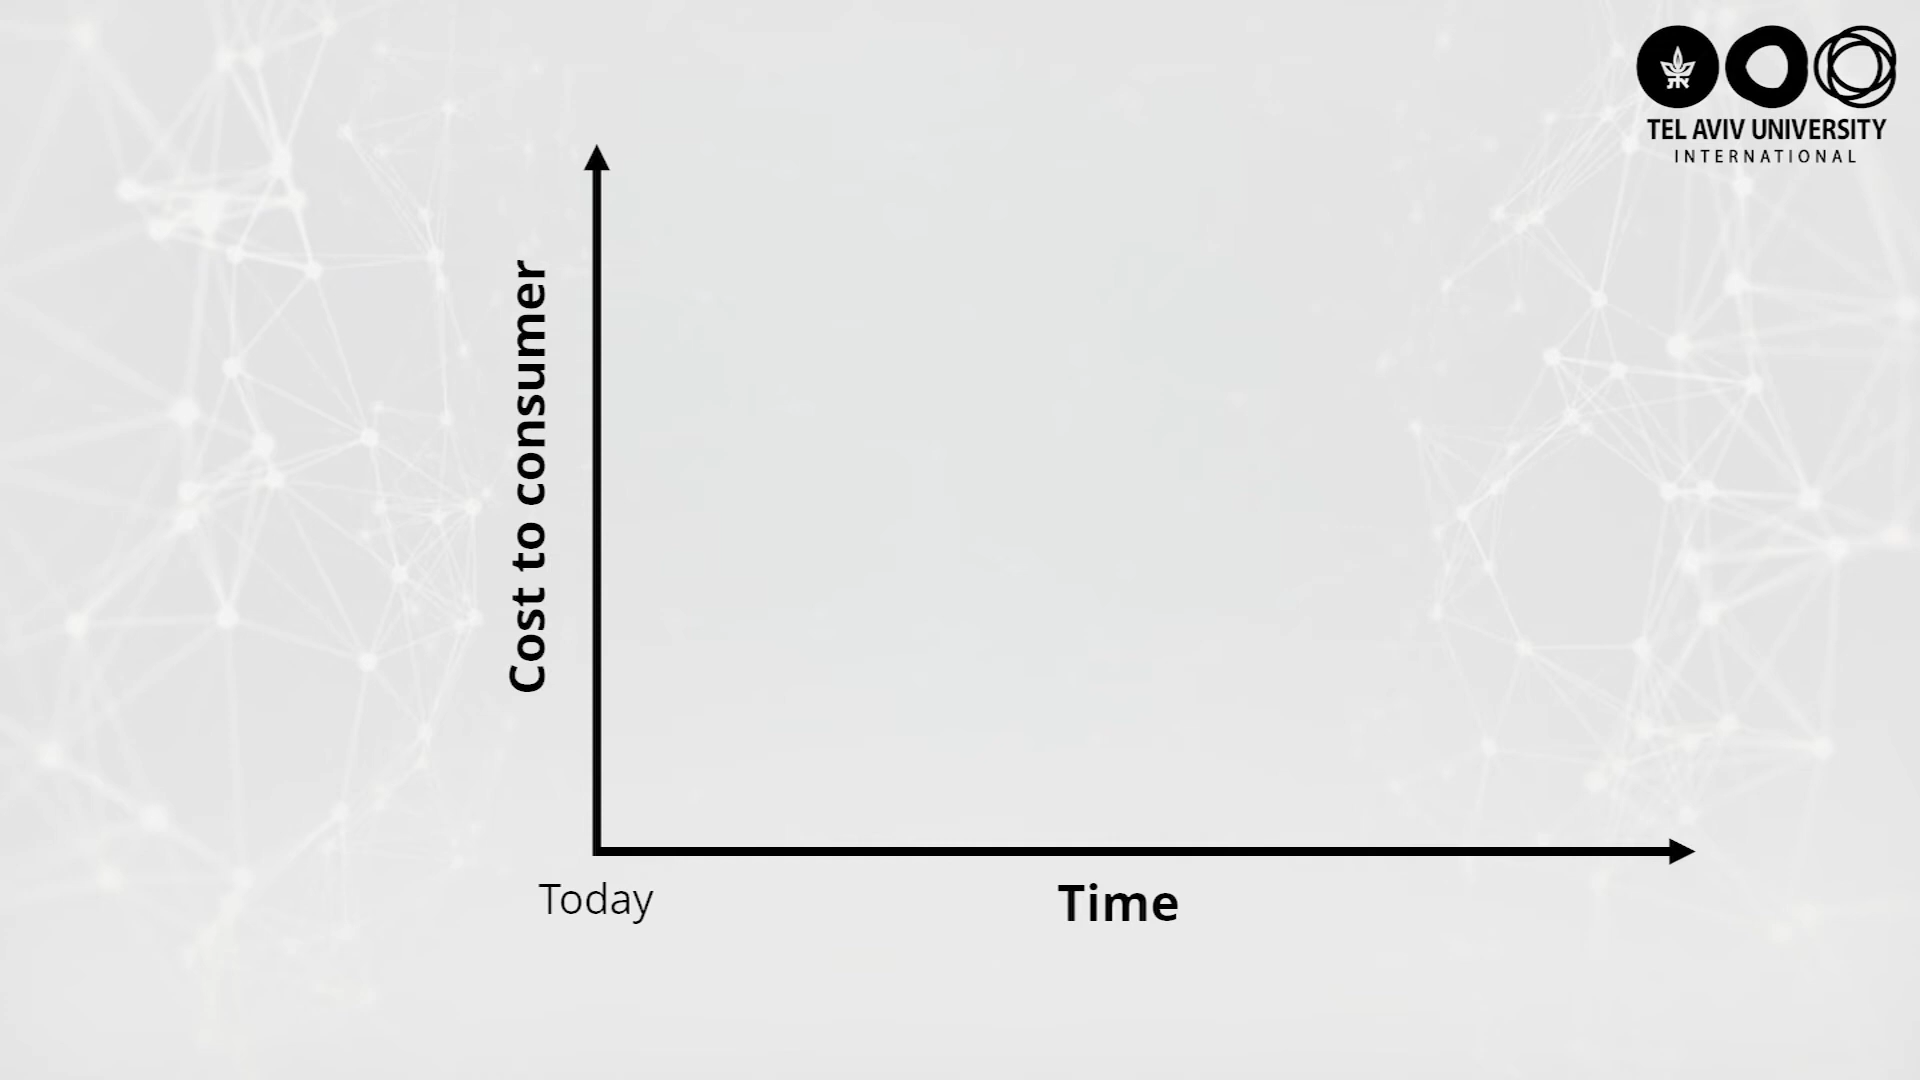 TEL AVIV UNIVERSITY
INTERNATIONAL
Cost to consumer
Today
Time